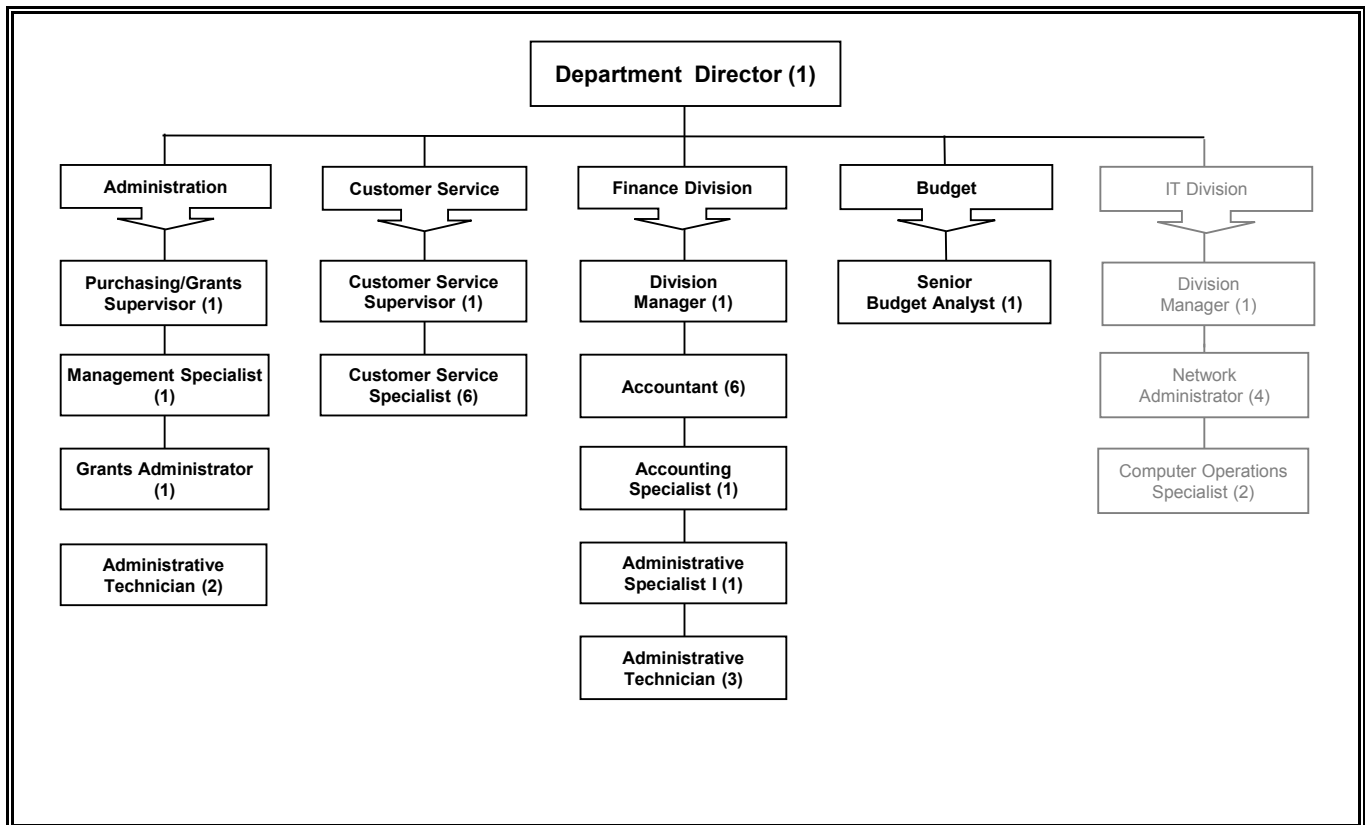 Department Director (1)
Administration
Purchasing/Grants
Supervisor (1)
Management Specialist
(1)
Grants Administrator
(1)
Administrative
Technician (2)
Customer Service
Customer Service
Supervisor (1)
Customer Service
Specialist (6)
Finance Division
Division
Manager (1)
Accountant (6)
Accounting
Specialist (1)
Administrative
Specialist I (1)
Administrative
Technician (3)
Budget
Senior
Budget Analyst (1)
IT Division
Division
Manager (1)
Network
Administrator (4)
Computer Operations
Specialist (2)